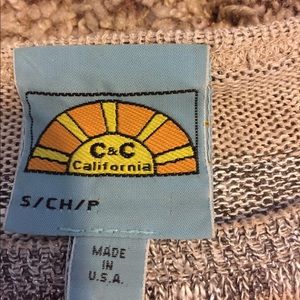 C&C
California
S/CH/P
MADE
IN
U.S.A.